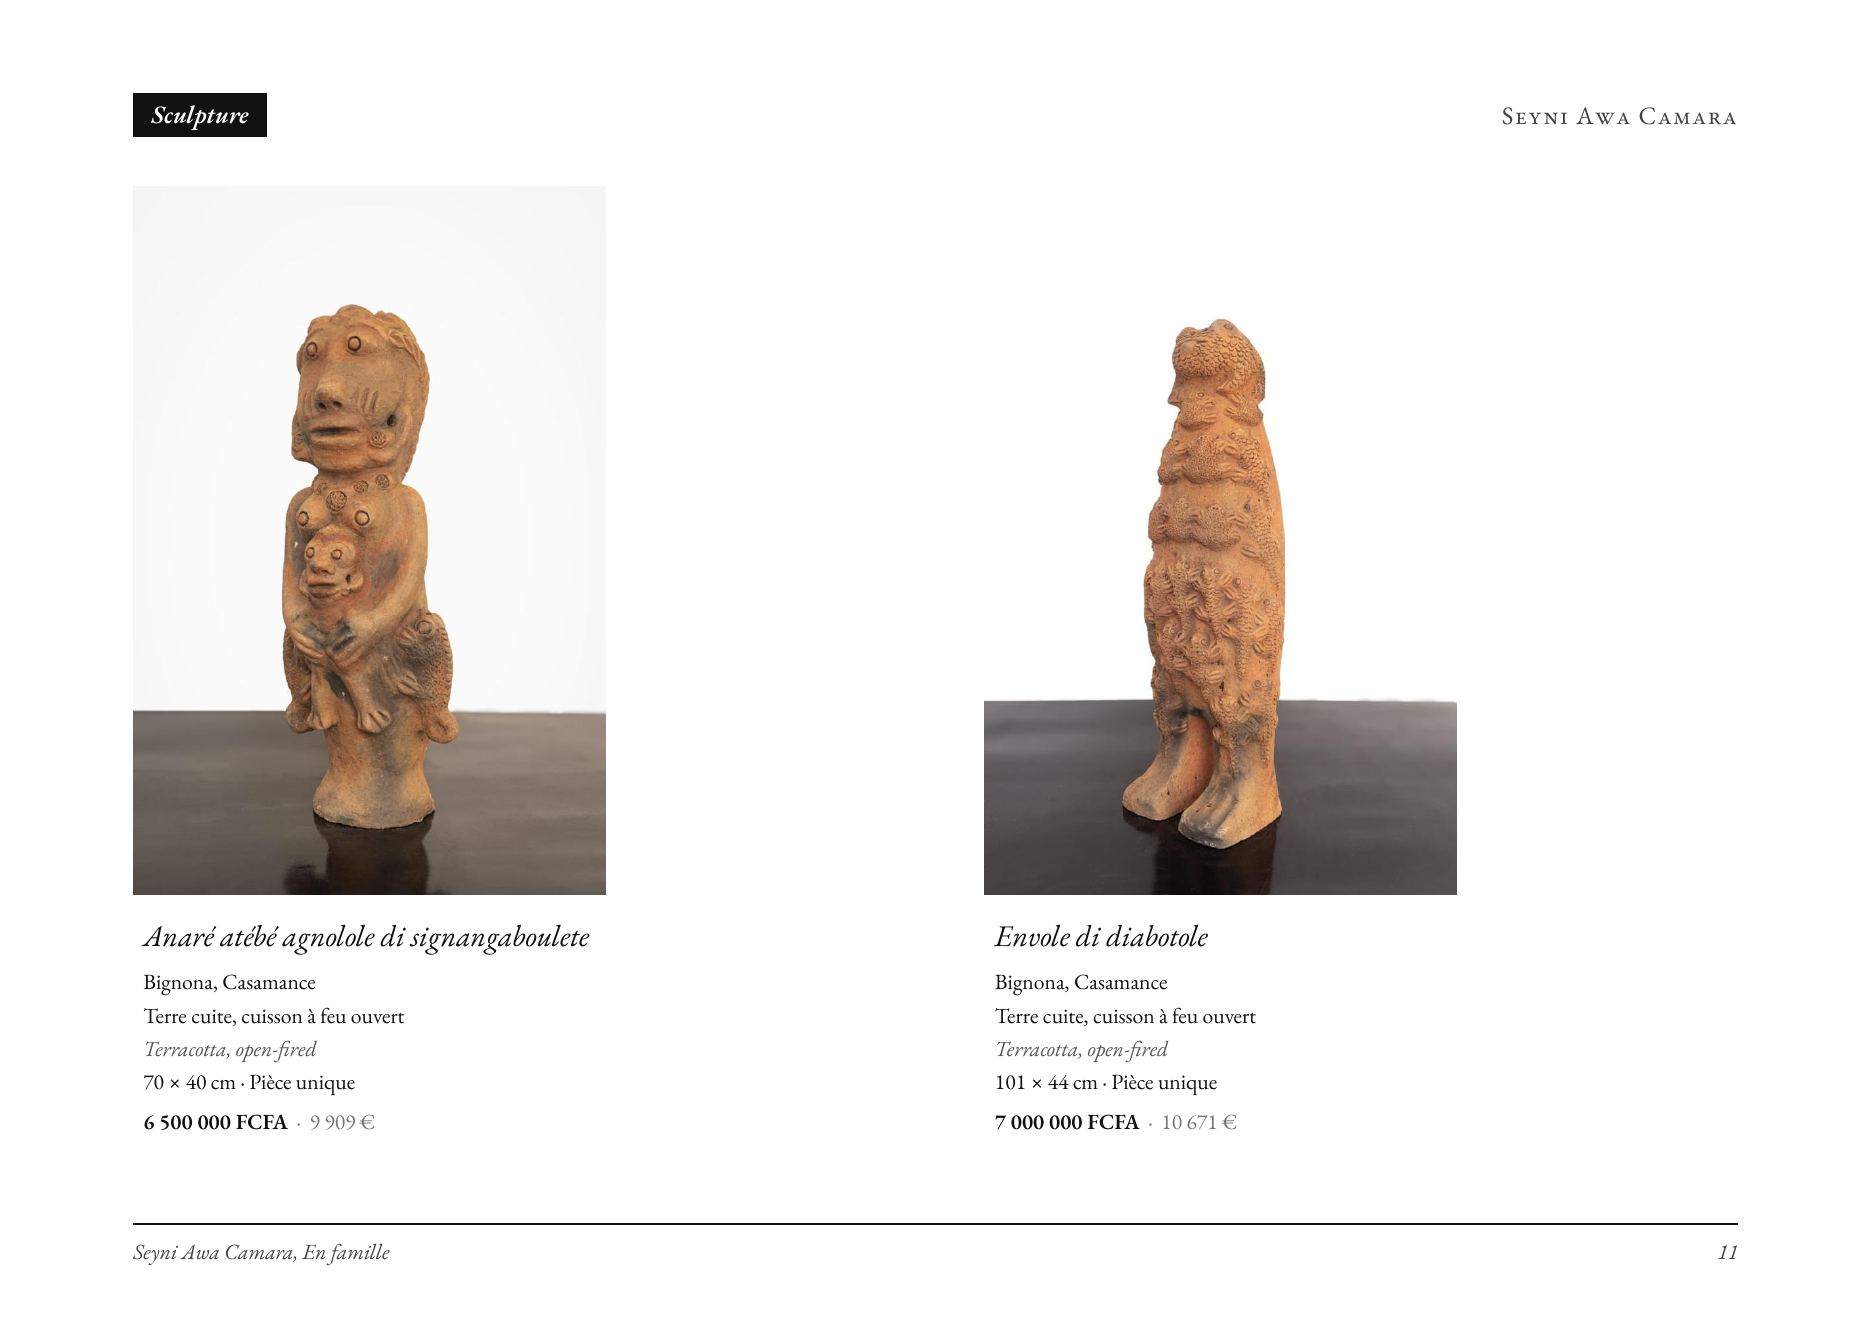 Sculpture
Seyni Awa Camara
Anaré atébé agnolole di signangaboulete
Bignona, Casamance
Terre cuite, cuisson à feu ouvert
Terracotta, open-fired
70 × 40 cm · Pièce unique
6 500 000 FCFA · 9 909 €
Envole di diabotole
Bignona, Casamance
Terre cuite, cuisson à feu ouvert
Terracotta, open-fired
101 × 44 cm · Pièce unique
7 000 000 FCFA · 10 671 €
Seyni Awa Camara, En famille
11